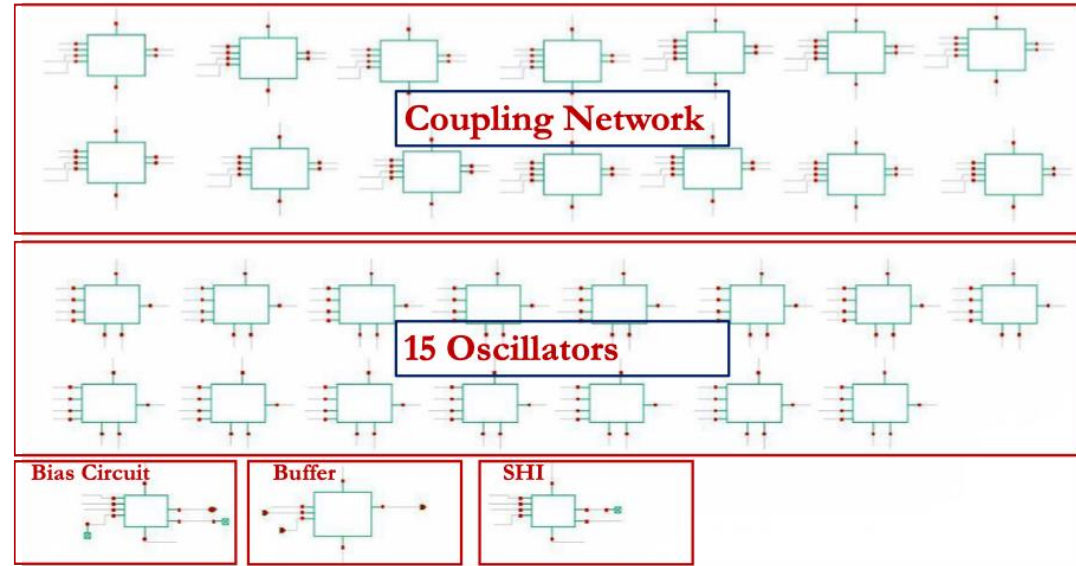 Coupling Network
15 Oscillators
Bias Circuit
Buffer
SHI